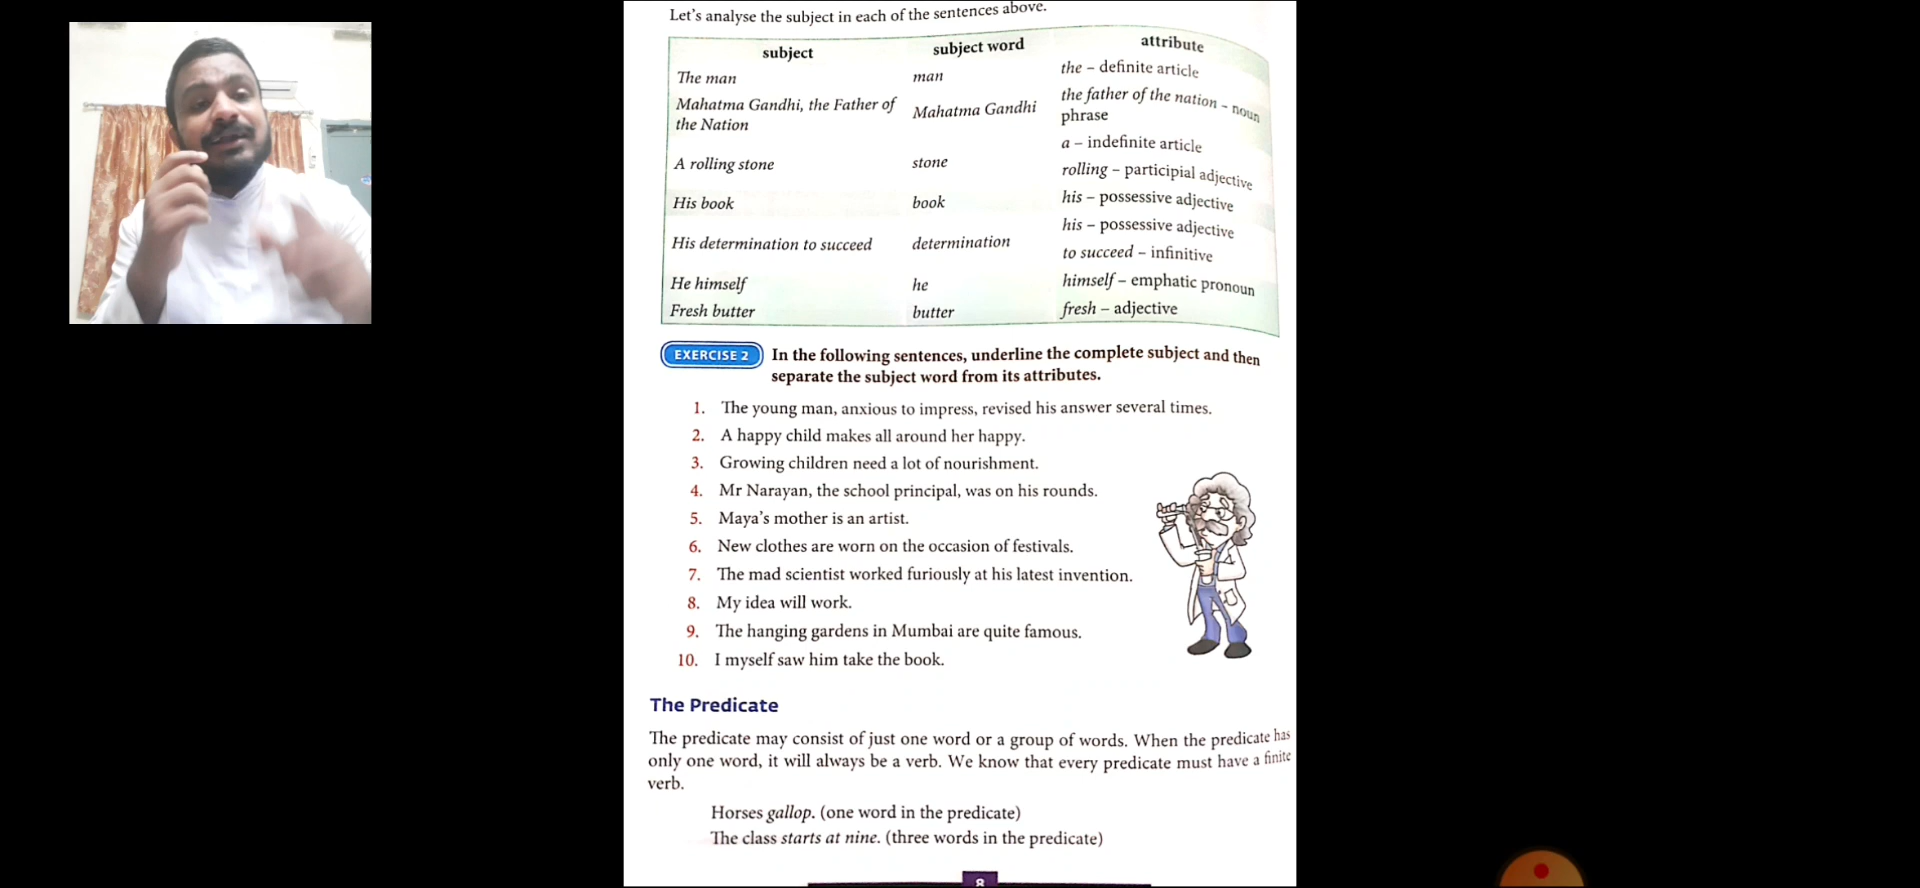 Let's analyse the subject in each of the sentences above.
subject subject word attribute
The man man the – definite article
Mahatma Gandhi, the Father of the Nation Mahatma Gandhi the father of the nation – noun phrase
A rolling stone stone a – indefinite article
rolling – participial adjective
His book book his – possessive adjective
His determination to succeed determination his – possessive adjective
to succeed – infinitive
He himself he himself – emphatic pronoun
Fresh butter butter fresh – adjective
EXERCISE 2 In the following sentences, underline the complete subject and then
separate the subject word from its attributes.
1. The young man, anxious to impress, revised his answer several times.
2. A happy child makes all around her happy.
3. Growing children need a lot of nourishment.
4. Mr Narayan, the school principal, was on his rounds.
5. Maya's mother is an artist.
6. New clothes are worn on the occasion of festivals.
7. The mad scientist worked furiously at his latest invention.
8. My idea will work.
9. The hanging gardens in Mumbai are quite famous.
10. I myself saw him take the book.
The Predicate
The predicate may consist of just one word or a group of words. When the predicate has
only one word, it will always be a verb. We know that every predicate must have a finite
verb.
Horses gallop. (one word in the predicate)
The class starts at nine. (three words in the predicate)
8